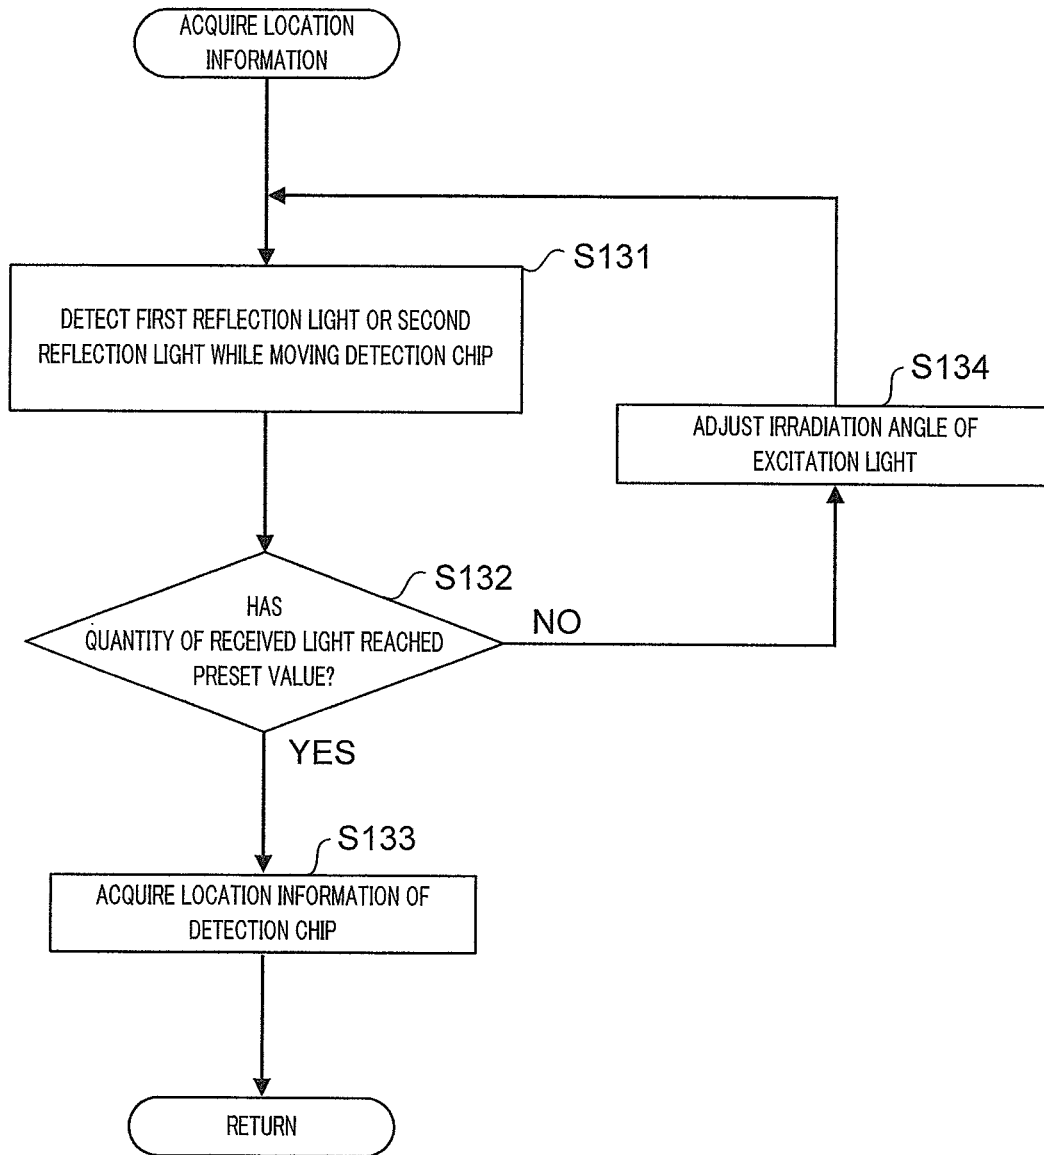 ACQUIRE LOCATION
INFORMATION
S131
DETECT FIRST REFLECTION LIGHT OR SECOND
REFLECTION LIGHT WHILE MOVING DETECTION CHIP
S134
ADJUST IRRADIATION ANGLE OF
EXCITATION LIGHT
S132
HAS
QUANTITY OF RECEIVED LIGHT REACHED
PRESET VALUE?
NO
YES
S133
ACQUIRE LOCATION INFORMATION OF
DETECTION CHIP
RETURN